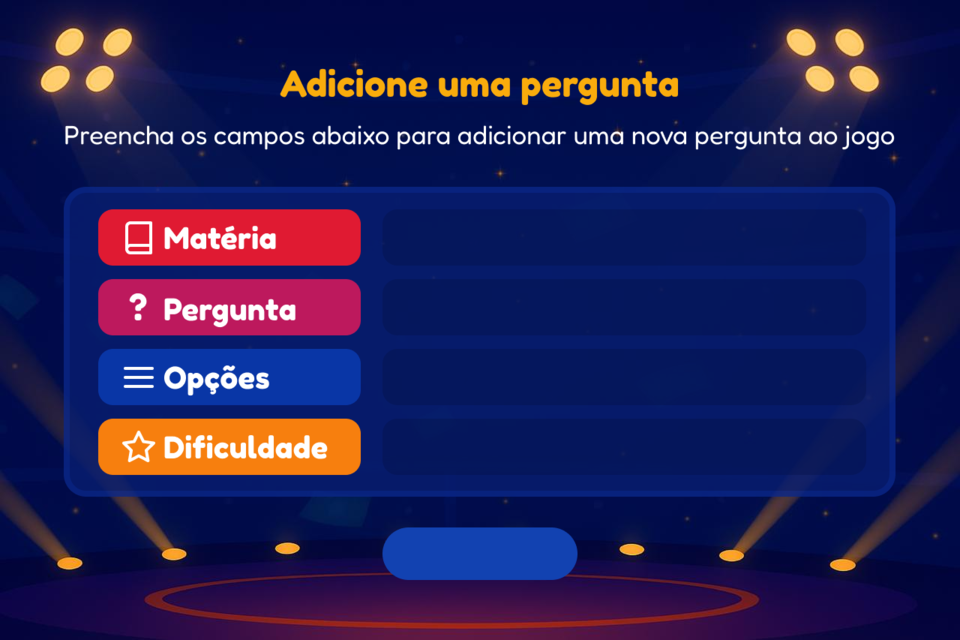 Adicione uma pergunta
Preencha os campos abaixo para adicionar uma nova pergunta ao jogo
Matéria
? Pergunta
Opções
Dificuldade